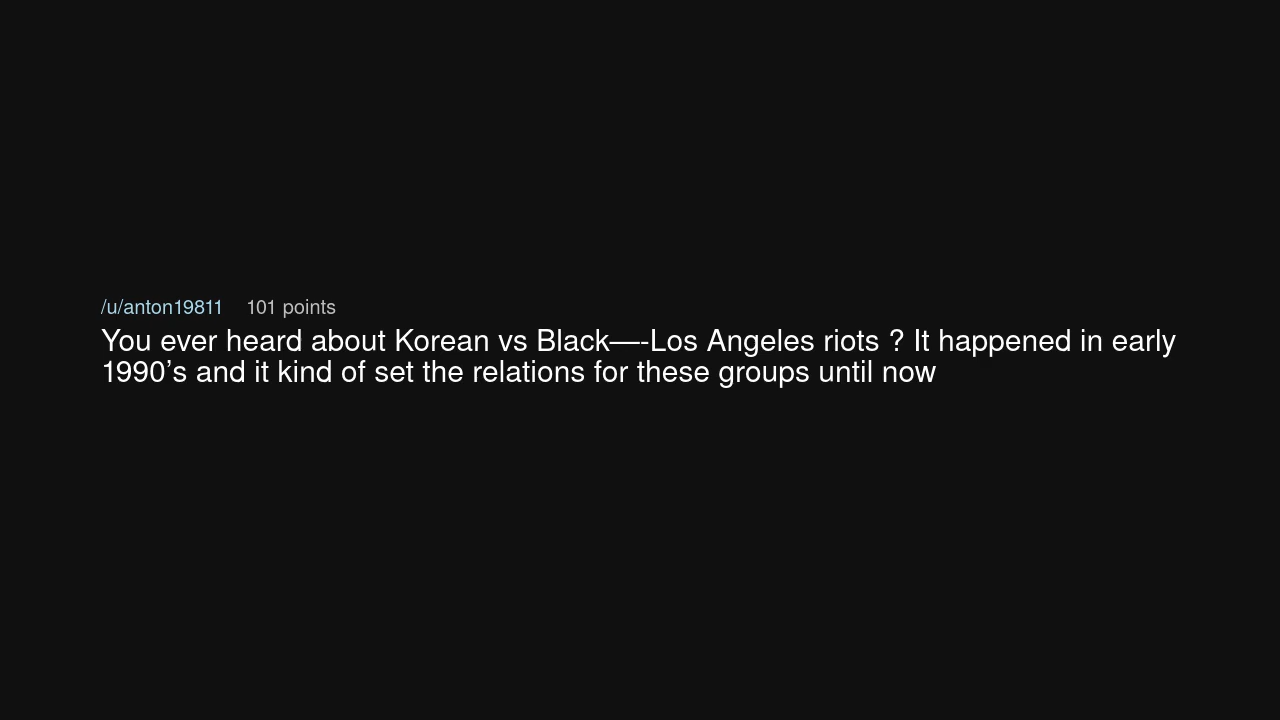 /u/anton19811 101 points
You ever heard about Korean vs Black—-Los Angeles riots ? It happened in early
1990’s and it kind of set the relations for these groups until now